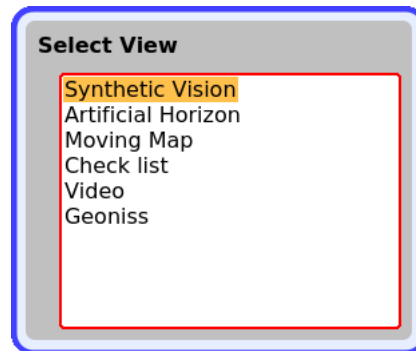 Select View
Synthetic Vision
Artificial Horizon
Moving Map
Check list
Video
Geoniss